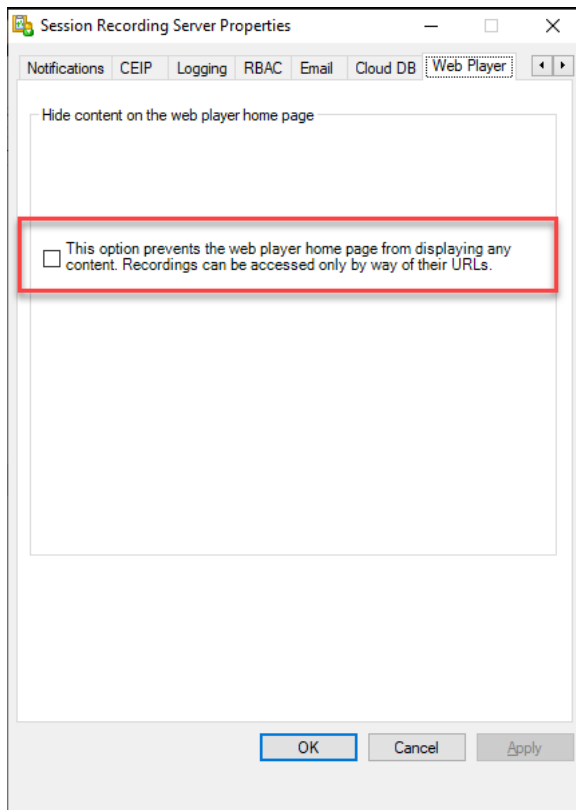 Session Recording Server Properties
Notifications CEIP Logging RBAC Email Cloud DB Web Player
Hide content on the web player home page
This option prevents the web player home page from displaying any
content. Recordings can be accessed only by way of their URLs.
OK Cancel Apply